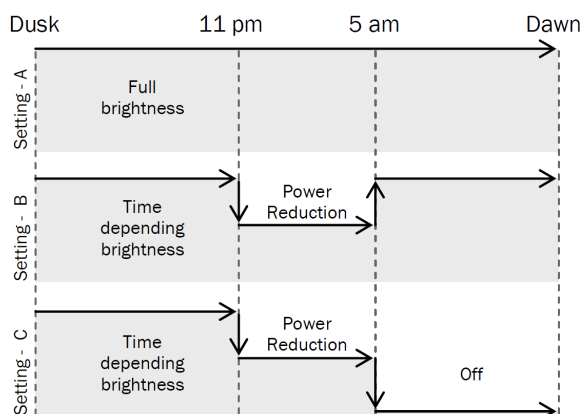 Dusk 11 pm 5 am Dawn
Setting - A
Full
brightness
Setting - B
Time
depending
brightness
Power
Reduction
Setting - C
Time
depending
brightness
Power
Reduction
Off